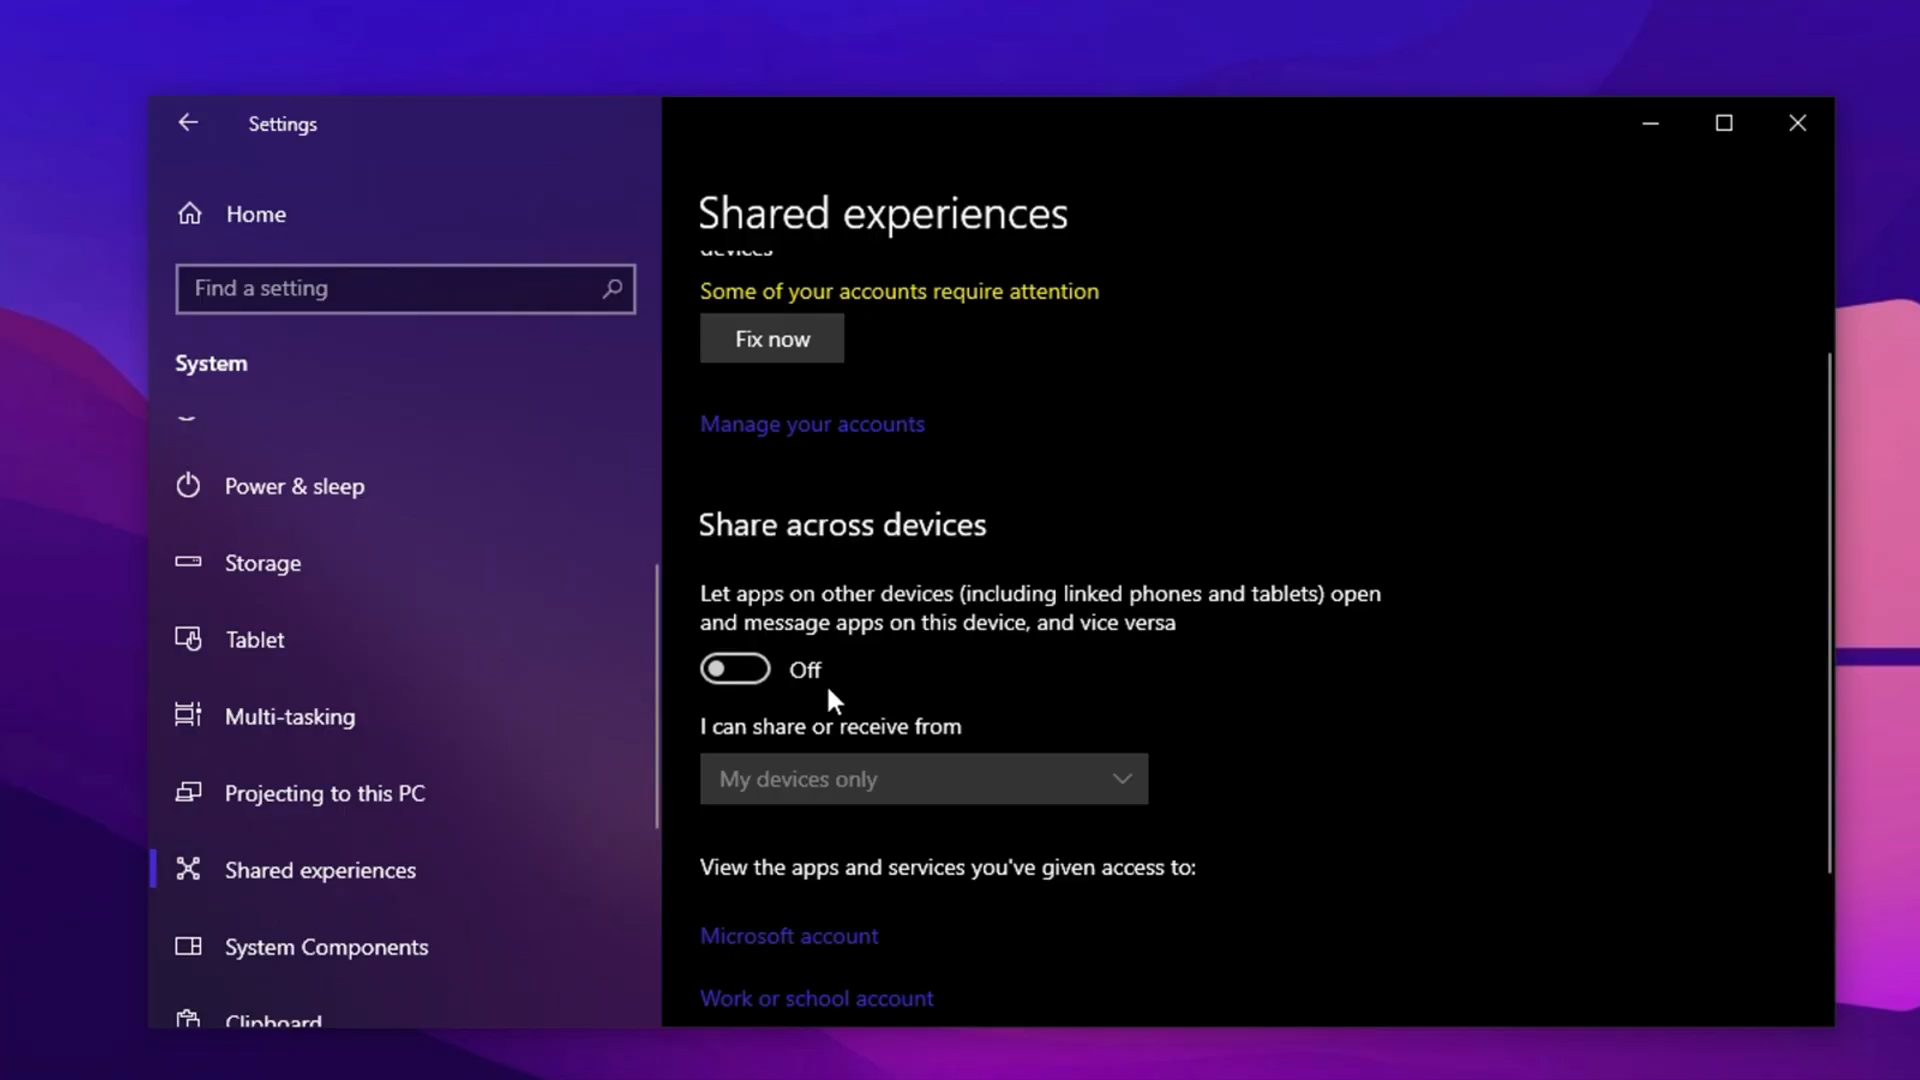 Settings
Home
Find a setting
System
Power & sleep
Storage
Tablet
Multi-tasking
Projecting to this PC
Shared experiences
System Components
Clipboard
Shared experiences
devices
Some of your accounts require attention
Fix now
Manage your accounts
Share across devices
Let apps on other devices (including linked phones and tablets) open
and message apps on this device, and vice versa
Off
I can share or receive from
My devices only
View the apps and services you've given access to:
Microsoft account
Work or school account